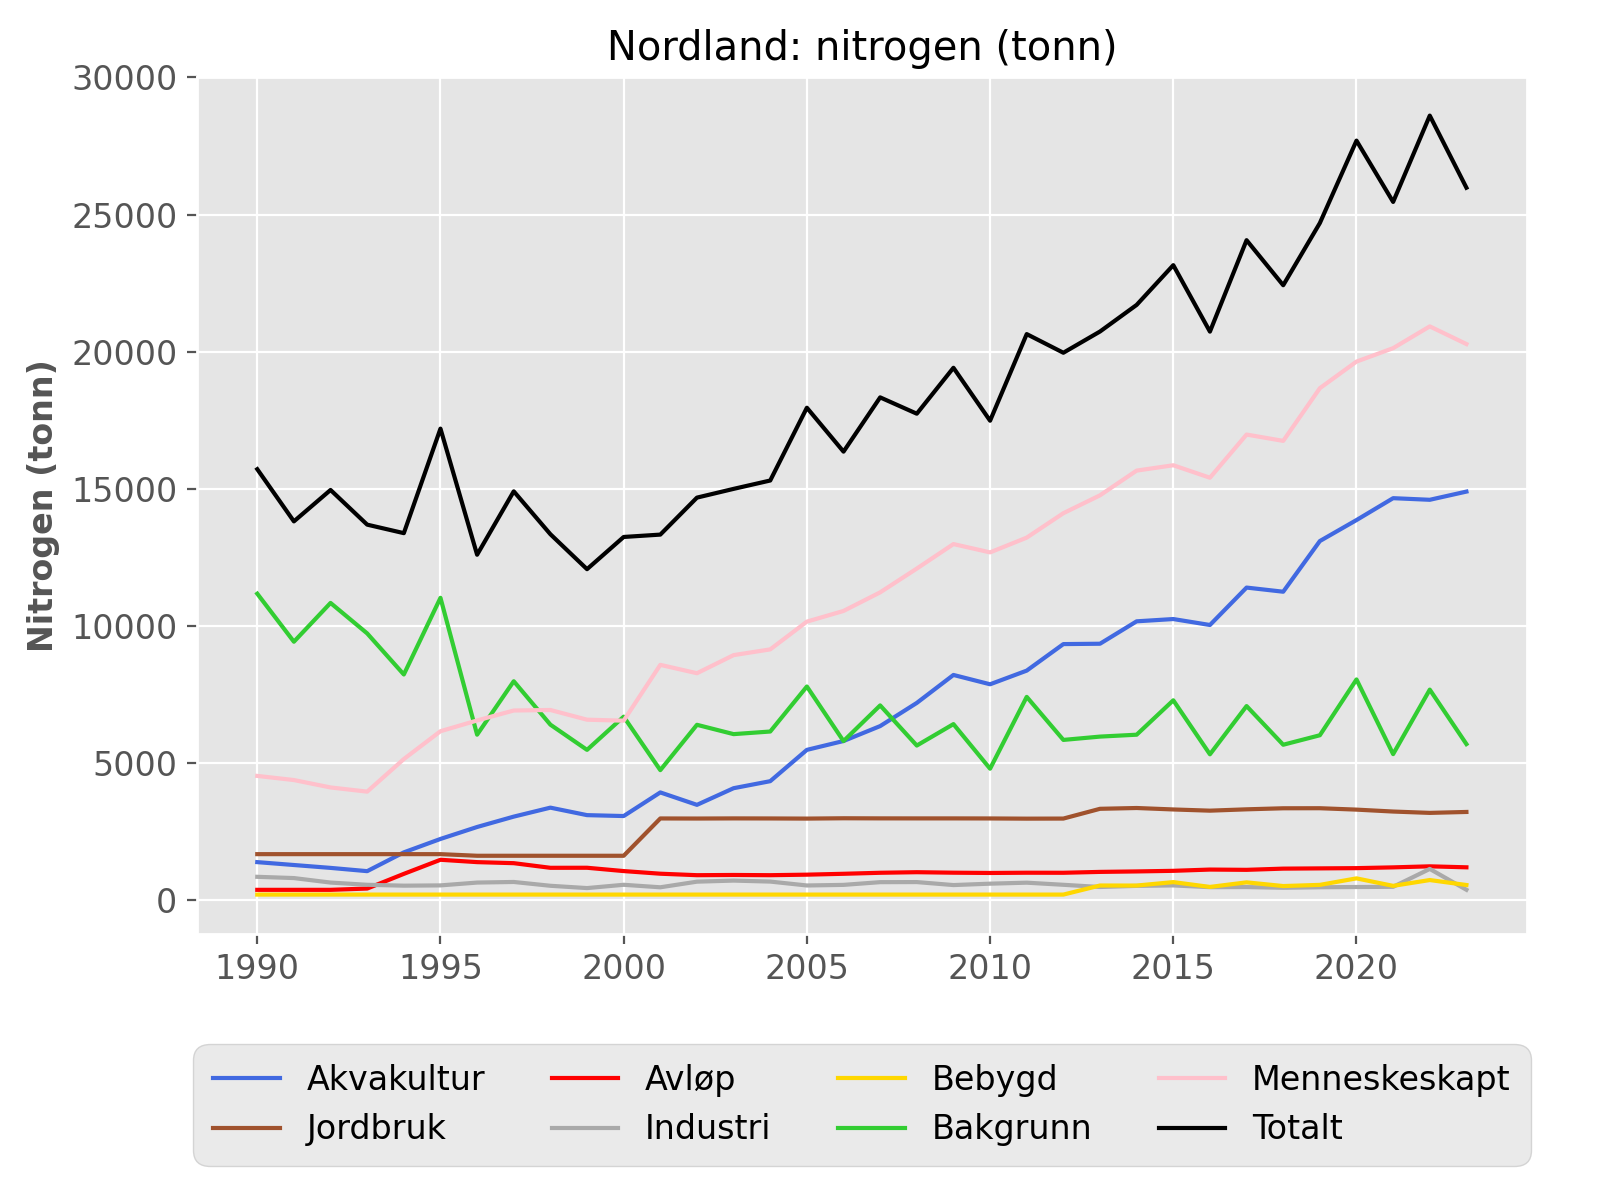 Nordland: nitrogen (tonn)
Nitrogen (tonn)
30000
25000
20000
15000
10000
5000
0
1990 1995 2000 2005 2010 2015 2020
Akvakultur Avløp Bebygd Menneskeskapt
Jordbruk Industri Bakgrunn Totalt